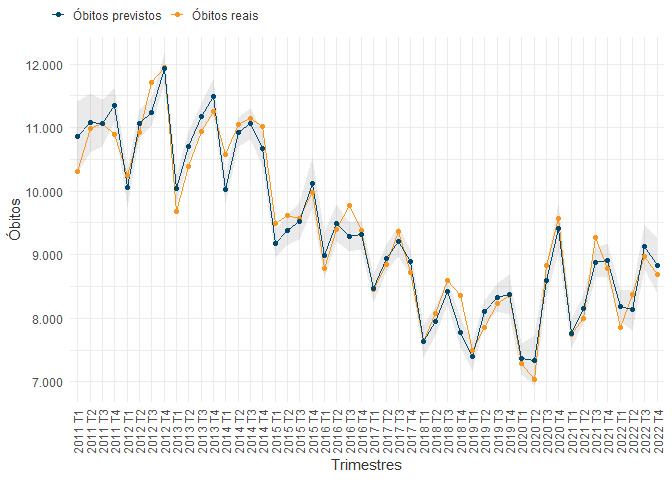 Óbitos previstos
Óbitos reais
12.000
11.000
10.000
9.000
8.000
7.000
Óbitos
2011 T1
2011 T2
2011 T3
2011 T4
2012 T1
2012 T2
2012 T3
2012 T4
2013 T1
2013 T2
2013 T3
2013 T4
2014 T1
2014 T2
2014 T3
2014 T4
2015 T1
2015 T2
2015 T3
2015 T4
2016 T1
2016 T2
2016 T3
2016 T4
2017 T1
2017 T2
2017 T3
2017 T4
2018 T1
2018 T2
2018 T3
2018 T4
2019 T1
2019 T2
2019 T3
2019 T4
2020 T1
2020 T2
2020 T3
2020 T4
2021 T1
2021 T2
2021 T3
2021 T4
2022 T1
2022 T2
2022 T3
2022 T4
Trimestres